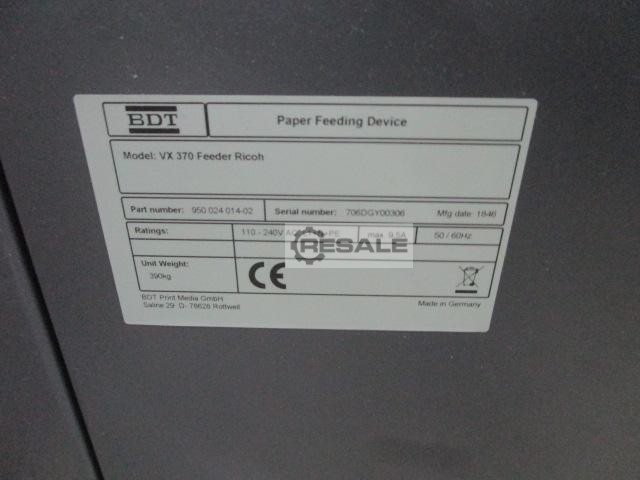 BDT
Paper Feeding Device
Model: VX 370 Feeder Ricoh
Part number: 950 024 014-02
Serial number: 706DGY00306
Mfg date: 1846
Ratings:
110 - 240V AC
PE
max. 9,5A
50 / 60Hz
RESALE
Unit Weight:
390kg
CE
BDT Print Media GmbH
Saline 29 D- 78628 Rottweil
Made in Germany